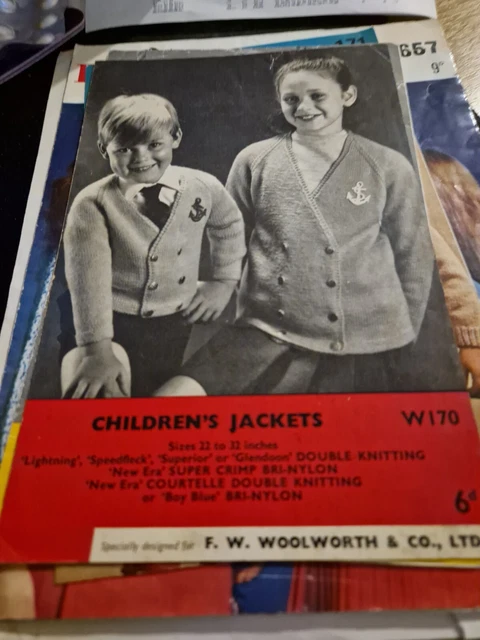 171
657
9ᴰ
CHILDREN'S JACKETS
W170
Sizes 22 to 32 inches
'Lightning', 'Speedfleck', 'Superior' or 'Glendoon' DOUBLE KNITTING
'New Era' SUPER CRIMP BRI-NYLON
'New Era' COURTELLE DOUBLE KNITTING
or 'Boy Blue' BRI-NYLON
6ᵈ
Specially designed for F. W. WOOLWORTH & CO., LTD